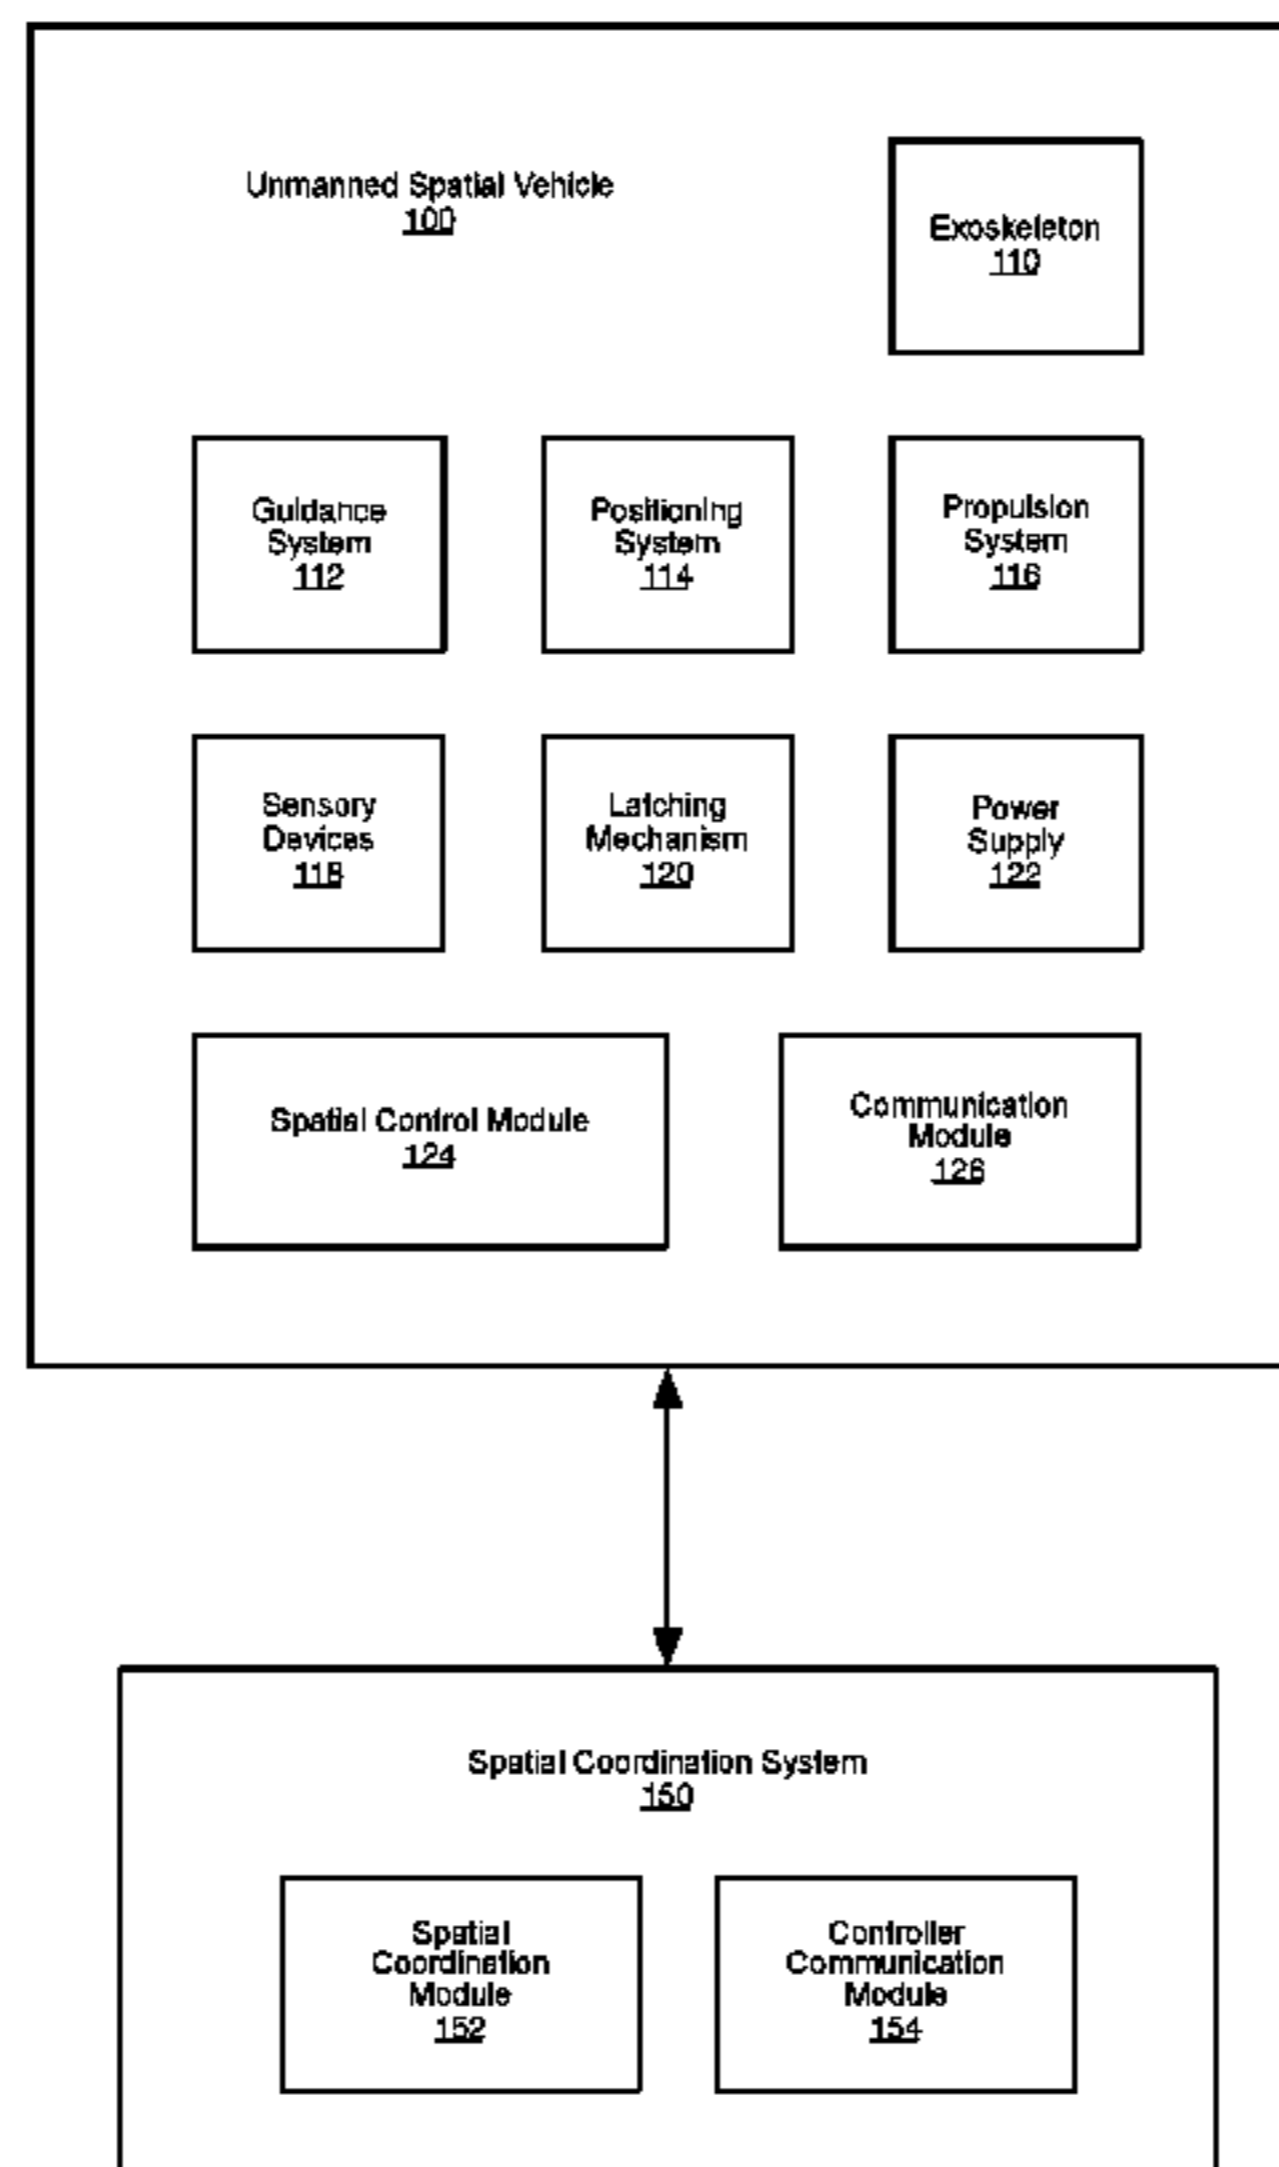 Unmanned Spatial Vehicle
100
Exoskeleton
110
Guidance
System
112
Positioning
System
114
Propulsion
System
116
Sensory
Devices
118
Latching
Mechanism
120
Power
Supply
122
Spatial Control Module
124
Communication
Module
126
Spatial Coordination System
150
Spatial
Coordination
Module
152
Controller
Communication
Module
154